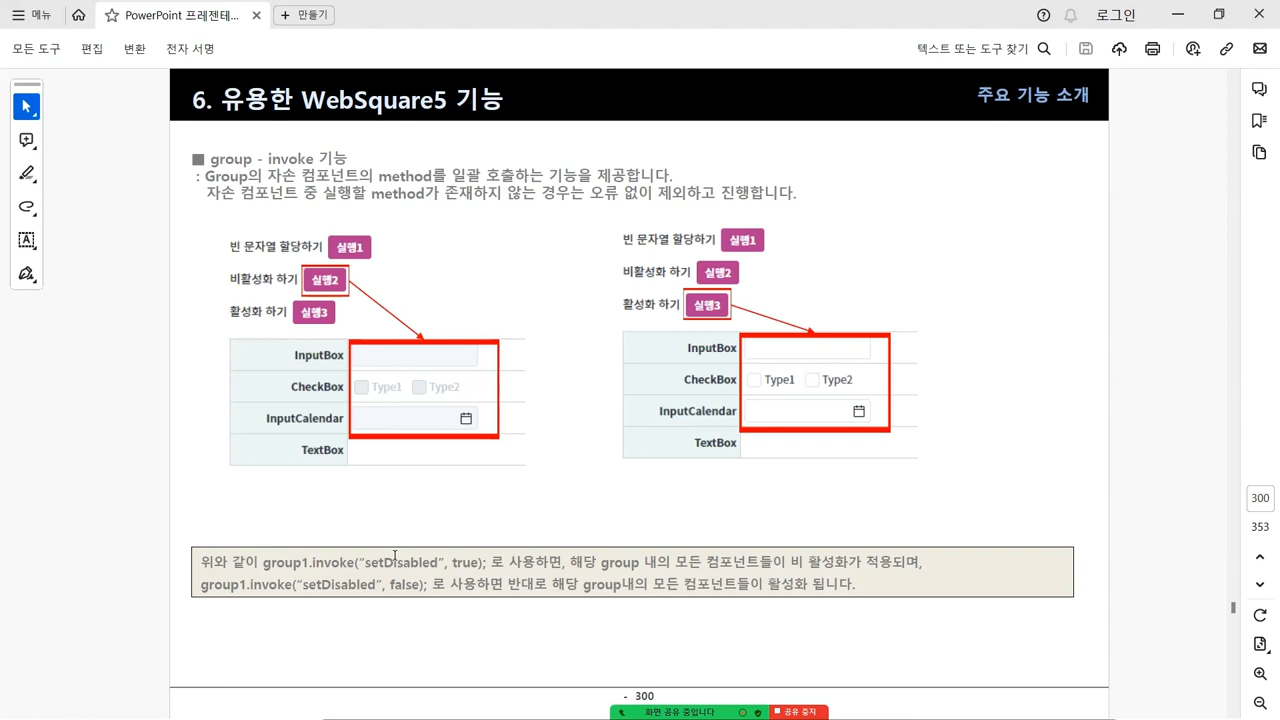 메뉴
PowerPoint 프레젠테...
만들기
로그인
모든 도구
편집
변환
전자 서명
텍스트 또는 도구 찾기
6. 유용한 WebSquare5 기능
주요 기능 소개
■ group - invoke 기능
: Group의 자손 컴포넌트의 method를 일괄 호출하는 기능을 제공합니다.
자손 컴포넌트 중 실행할 method가 존재하지 않는 경우는 오류 없이 제외하고 진행합니다.
빈 문자열 할당하기 실행1
비활성화 하기 실행2
활성화 하기 실행3
InputBox
CheckBox Type1 Type2
InputCalendar
TextBox
빈 문자열 할당하기 실행1
비활성화 하기 실행2
활성화 하기 실행3
InputBox
CheckBox Type1 Type2
InputCalendar
TextBox
위와 같이 group1.invoke(“setDisabled”, true); 로 사용하면, 해당 group 내의 모든 컴포넌트들이 비 활성화가 적용되며,
group1.invoke(“setDisabled”, false); 로 사용하면 반대로 해당 group내의 모든 컴포넌트들이 활성화 됩니다.
- 300
300
353
화면 공유 중입니다
공유 중지